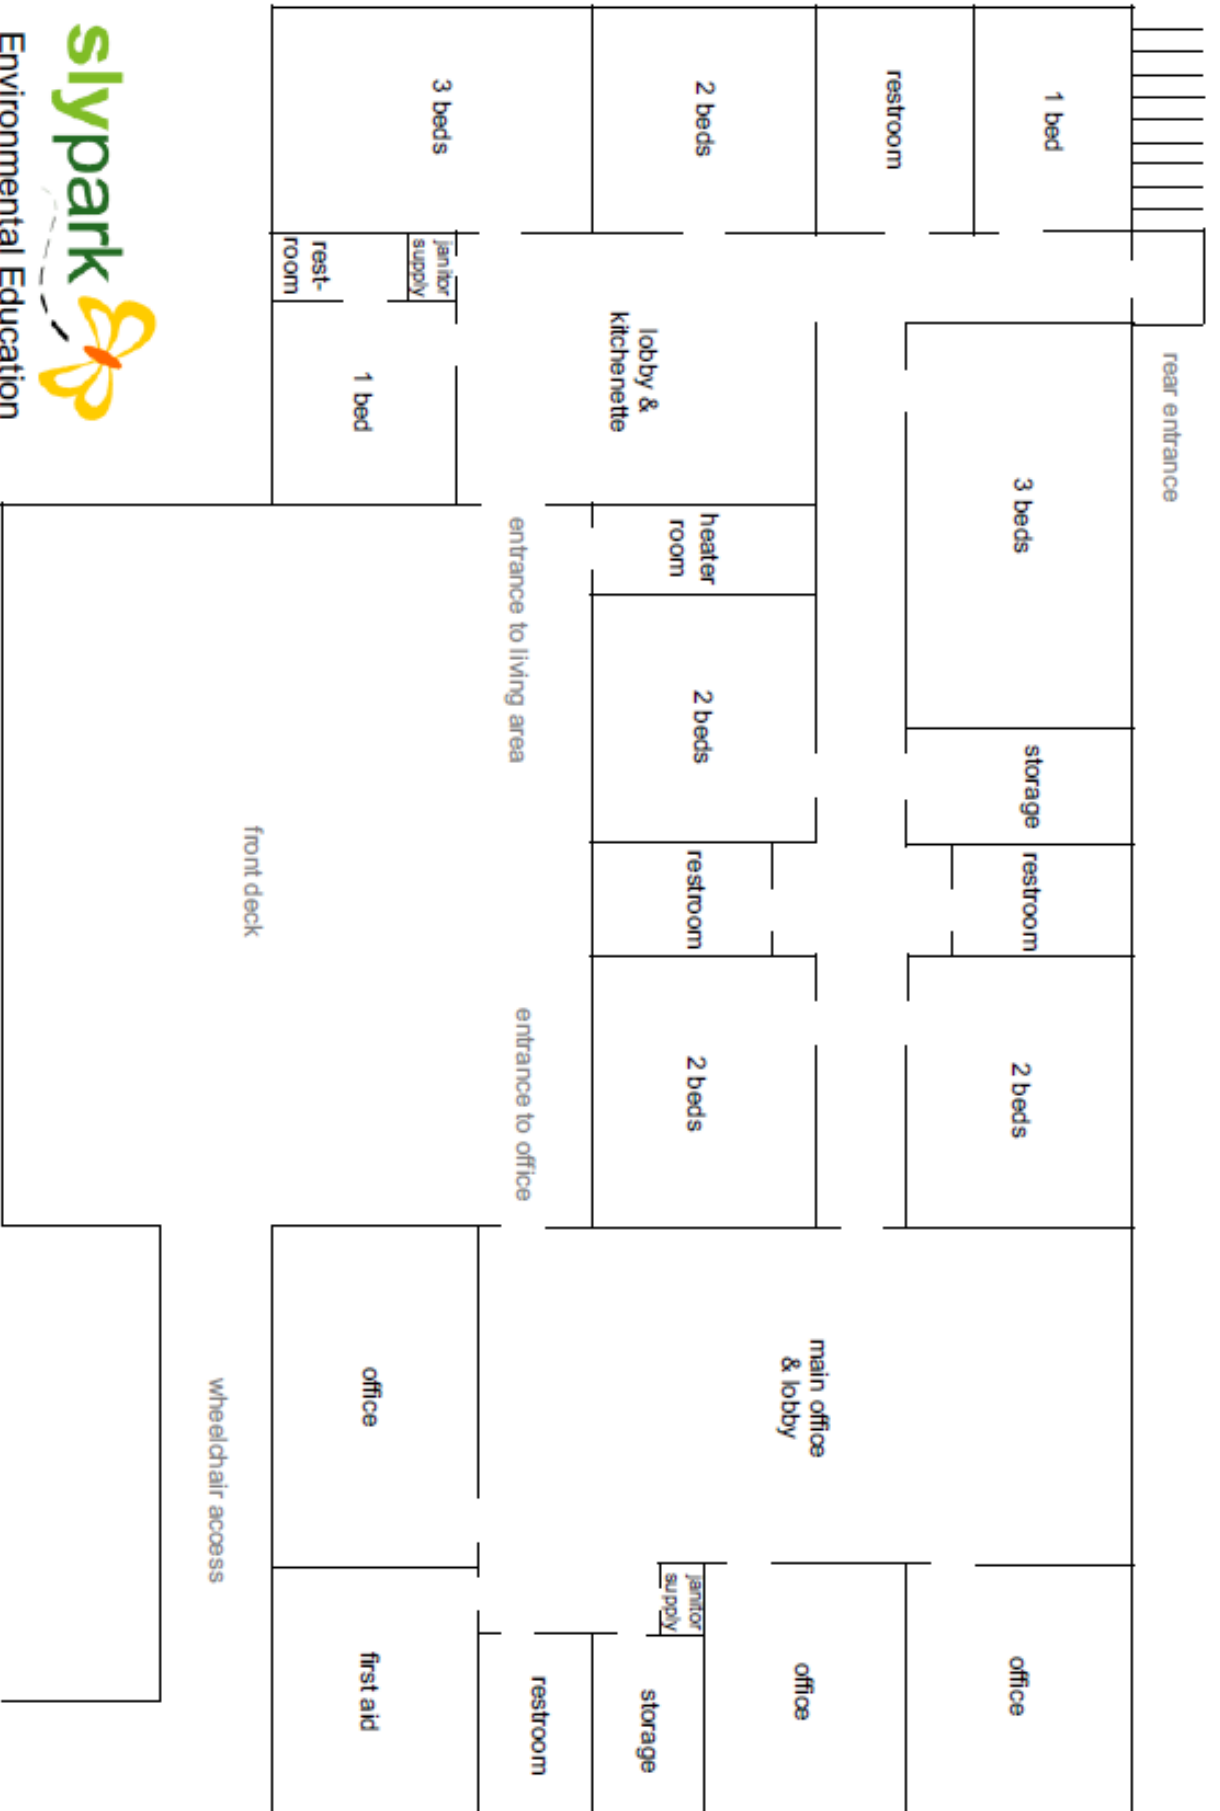 rear entrance
1 bed
restroom
2 beds
3 beds
3 beds
storage
restroom
2 beds
janitor
supply
rest-
room
1 bed
lobby &
kitchenette
heater
room
2 beds
restroom
2 beds
entrance to living area
entrance to office
front deck
main office
& lobby
office
office
janitor
supply
storage
restroom
first aid
office
wheelchair access
slypark
Environmental Education